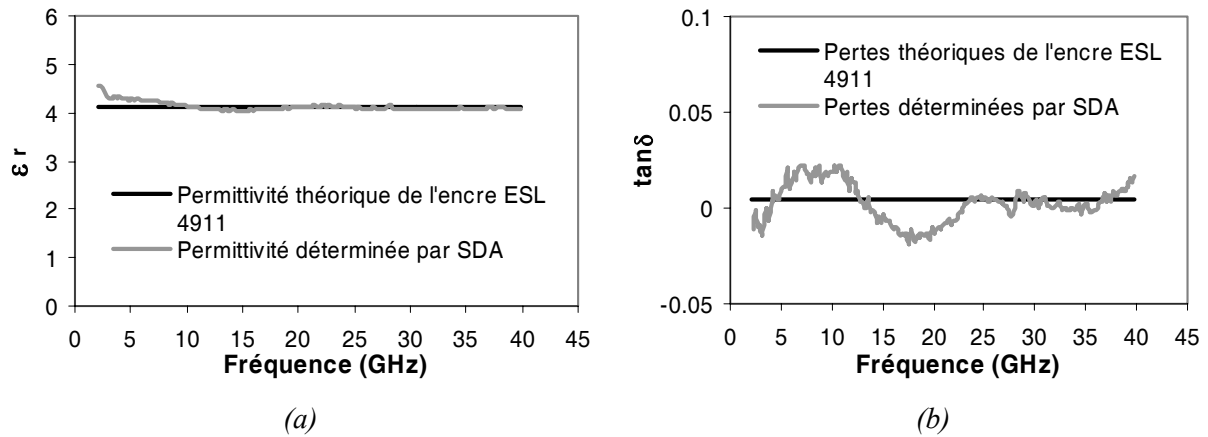 6
5
4
3
2
1
0
ε r
Permittivité théorique de l'encre ESL
4911
Permittivité déterminée par SDA
0 5 10 15 20 25 30 35 40 45
Fréquence (GHz)
(a)
0.1
0.05
0
-0.05
tanδ
Pertes théoriques de l'encre ESL
4911
Pertes déterminées par SDA
0 5 10 15 20 25 30 35 40 45
Fréquence (GHz)
(b)